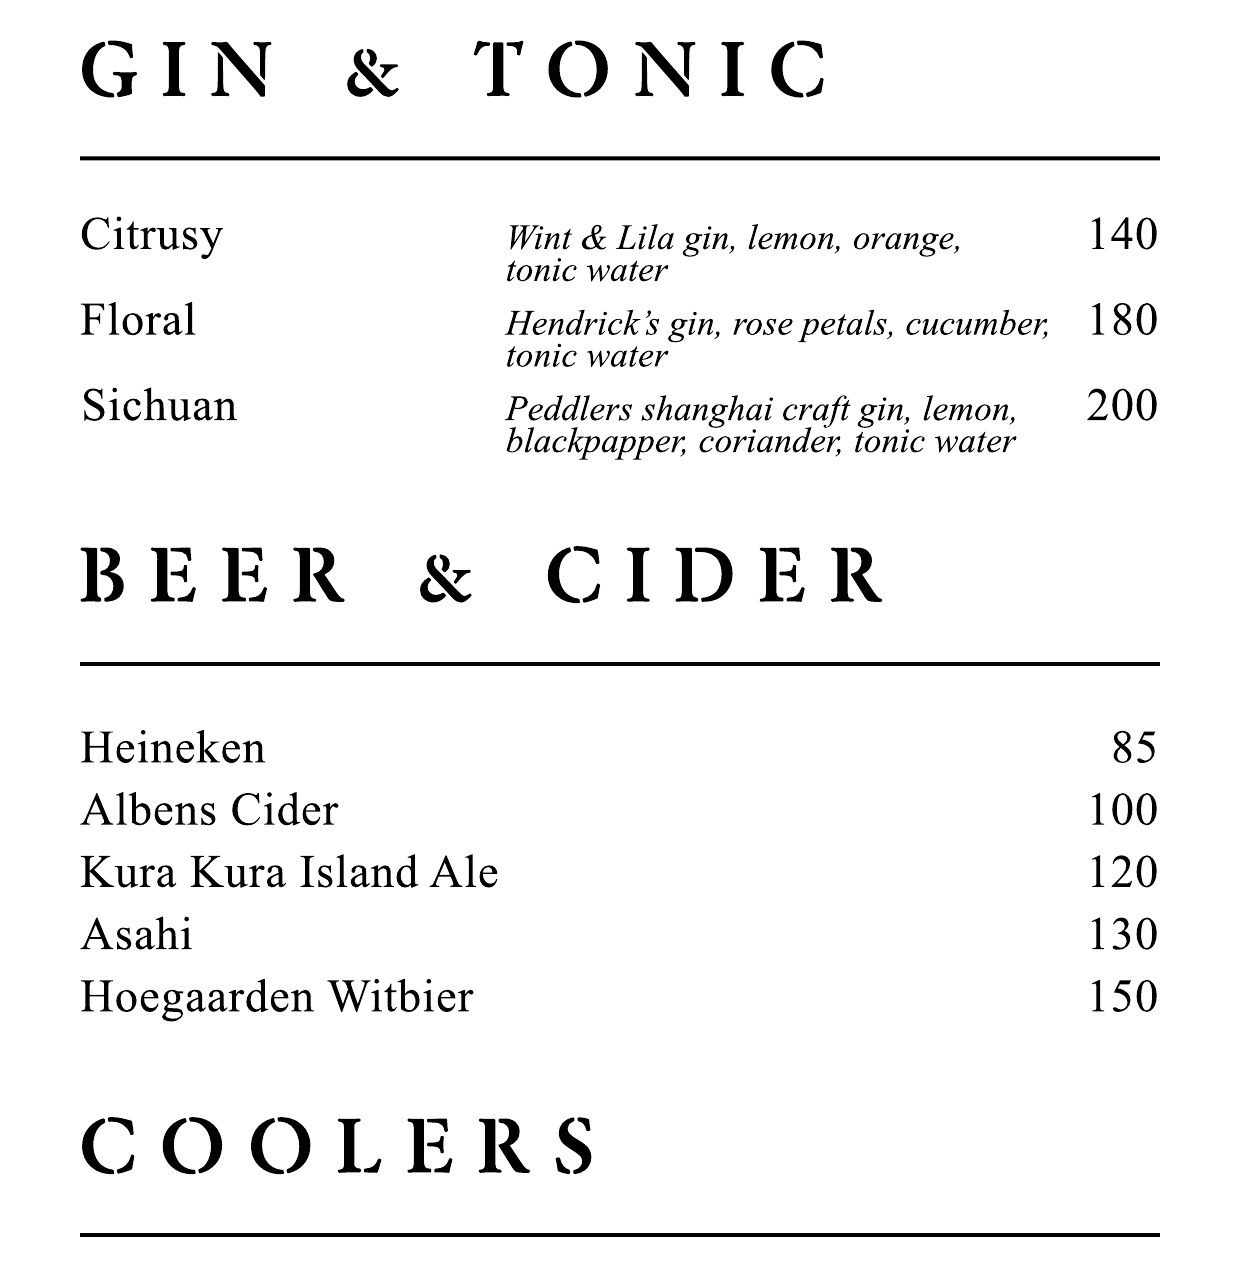 GIN & TONIC
Citrusy Wint & Lila gin, lemon, orange, 140
tonic water
Floral Hendrick’s gin, rose petals, cucumber, 180
tonic water
Sichuan Peddlers shanghai craft gin, lemon, 200
blackpapper, coriander, tonic water
BEER & CIDER
Heineken 85
Albens Cider 100
Kura Kura Island Ale 120
Asahi 130
Hoegaarden Witbier 150
COOLERS